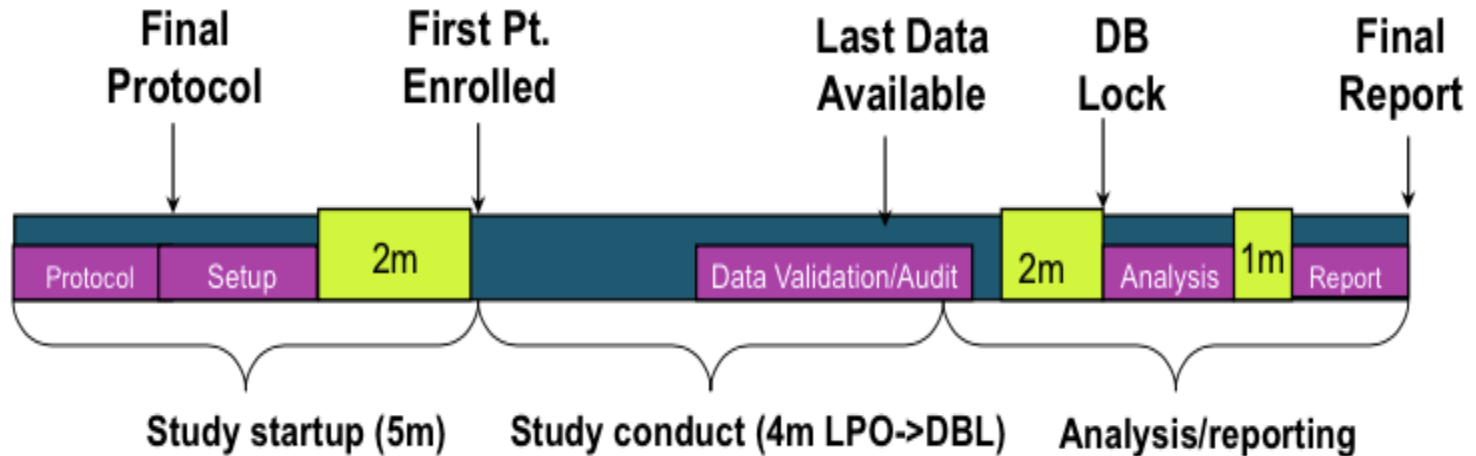 Final
Protocol
First Pt.
Enrolled
Last Data
Available
DB
Lock
Final
Report
Protocol
Setup
2m
Data Validation/Audit
2m
Analysis
1m
Report
Study startup (5m)
Study conduct (4m LPO->DBL)
Analysis/reporting